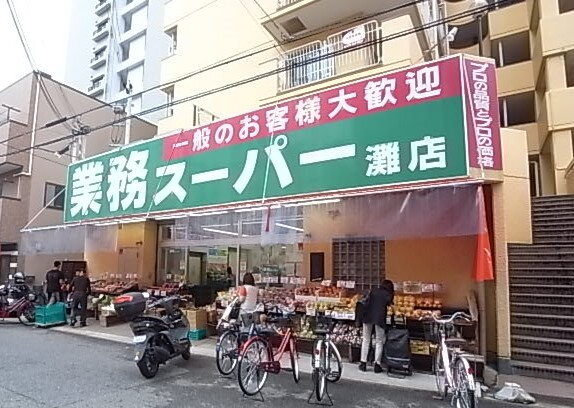 一般のお客様大歓迎
業務スーパー 灘店
プロの品質とプロの価格